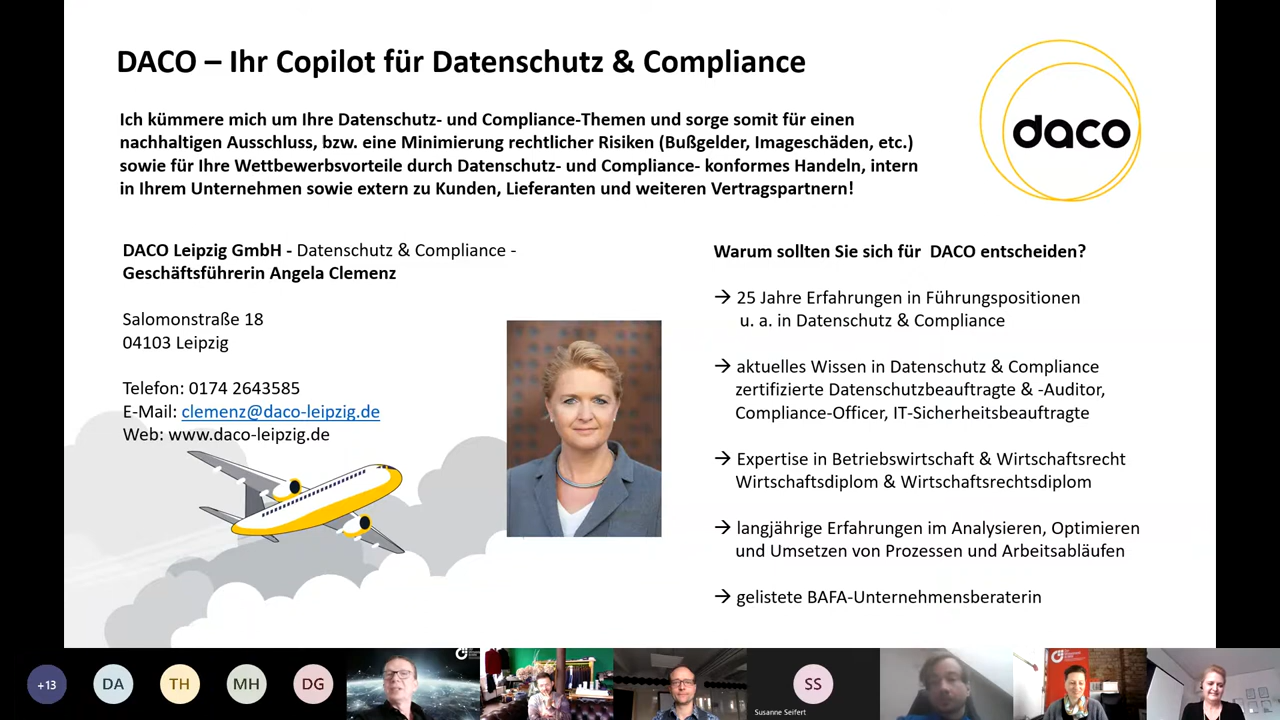 DACO – Ihr Copilot für Datenschutz & Compliance
daco
Ich kümmere mich um Ihre Datenschutz- und Compliance-Themen und sorge somit für einen
nachhaltigen Ausschluss, bzw. eine Minimierung rechtlicher Risiken (Bußgelder, Imageschäden, etc.)
sowie für Ihre Wettbewerbsvorteile durch Datenschutz- und Compliance- konformes Handeln, intern
in Ihrem Unternehmen sowie extern zu Kunden, Lieferanten und weiteren Vertragspartnern!
DACO Leipzig GmbH - Datenschutz & Compliance -
Geschäftsführerin Angela Clemenz
Salomonstraße 18
04103 Leipzig
Telefon: 0174 2643585
E-Mail: clemenz@daco-leipzig.de
Web: www.daco-leipzig.de
Warum sollten Sie sich für  DACO entscheiden?
→ 25 Jahre Erfahrungen in Führungspositionen
u. a. in Datenschutz & Compliance
→ aktuelles Wissen in Datenschutz & Compliance
zertifizierte Datenschutzbeauftragte & -Auditor,
Compliance-Officer, IT-Sicherheitsbeauftragte
→ Expertise in Betriebswirtschaft & Wirtschaftsrecht
Wirtschaftsdiplom & Wirtschaftsrechtsdiplom
→ langjährige Erfahrungen im Analysieren, Optimieren
und Umsetzen von Prozessen und Arbeitsabläufen
→ gelistete BAFA-Unternehmensberaterin
+13
DA
TH
MH
DG
SS
Susanne Seifert